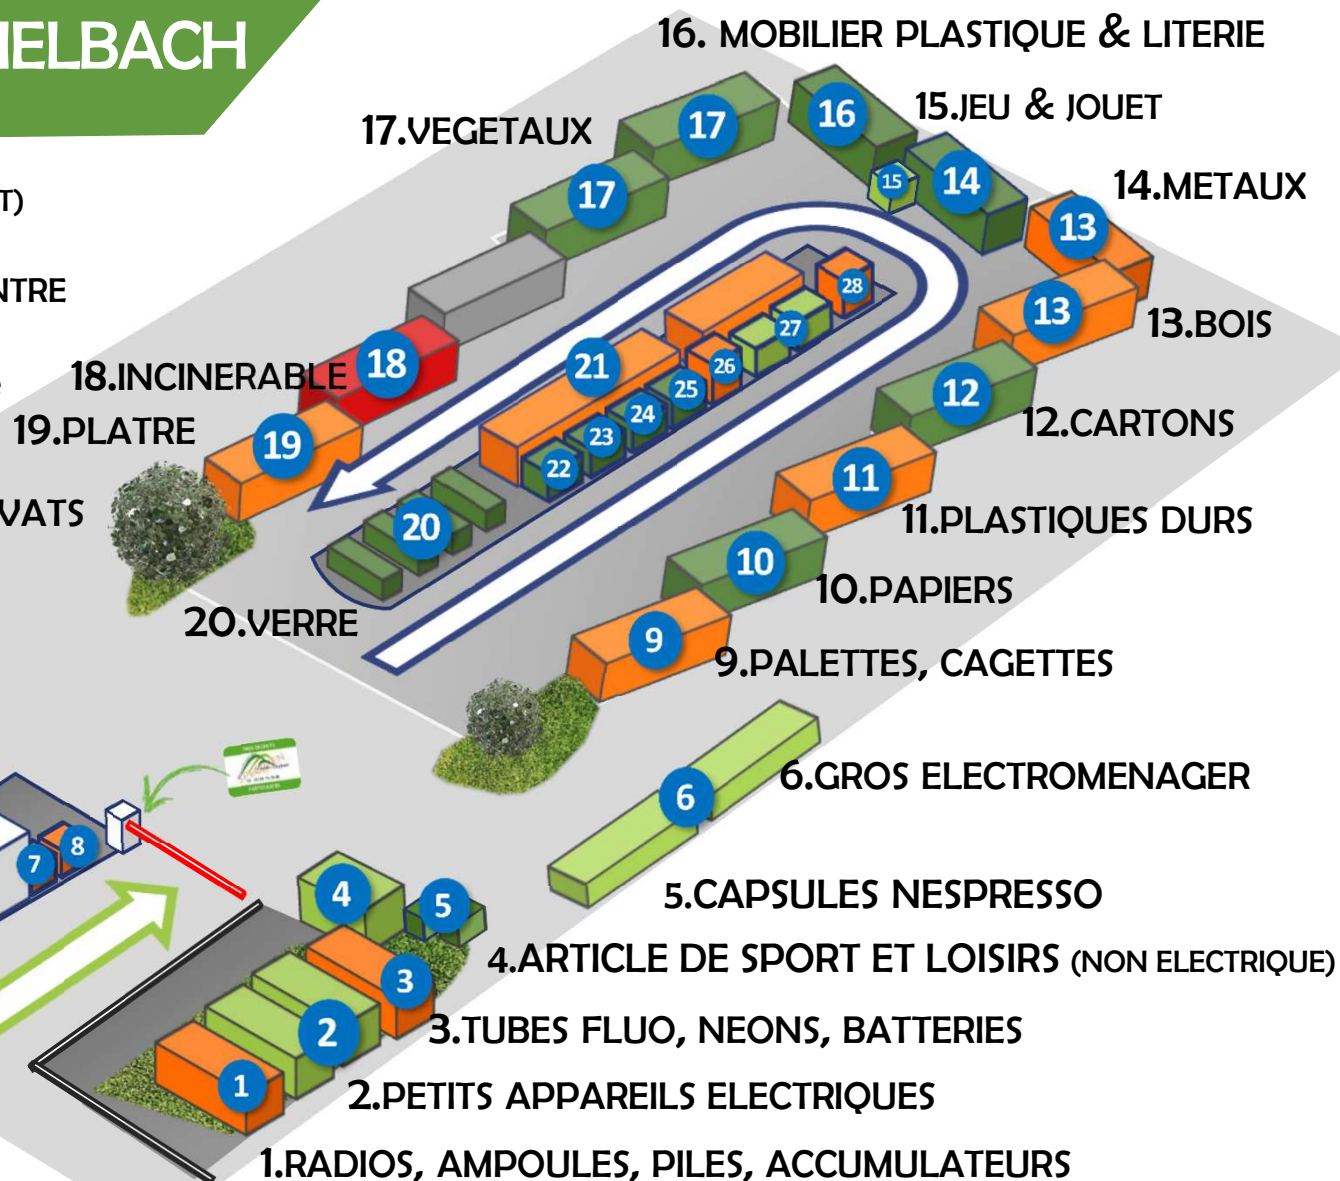 IELBACH
16. MOBILIER PLASTIQUE & LITERIE
15.JEU & JOUET
17.VEGETAUX
14.METAUX
T)
NTRE
13.BOIS
18.INCINERABLE
19.PLATRE
12.CARTONS
VATS
11.PLASTIQUES DURS
10.PAPIERS
20.VERRE
9.PALETTES, CAGETTES
6.GROS ELECTROMENAGER
5.CAPSULES NESPRESSO
4.ARTICLE DE SPORT ET LOISIRS (NON ELECTRIQUE)
3.TUBES FLUO, NEONS, BATTERIES
2.PETITS APPAREILS ELECTRIQUES
1.RADIOS, AMPOULES, PILES, ACCUMULATEURS
17
16
17
15
14
13
28
13
27
18
21
26
25
12
24
19
23
22
11
20
10
9
6
7
8
4
5
3
2
1